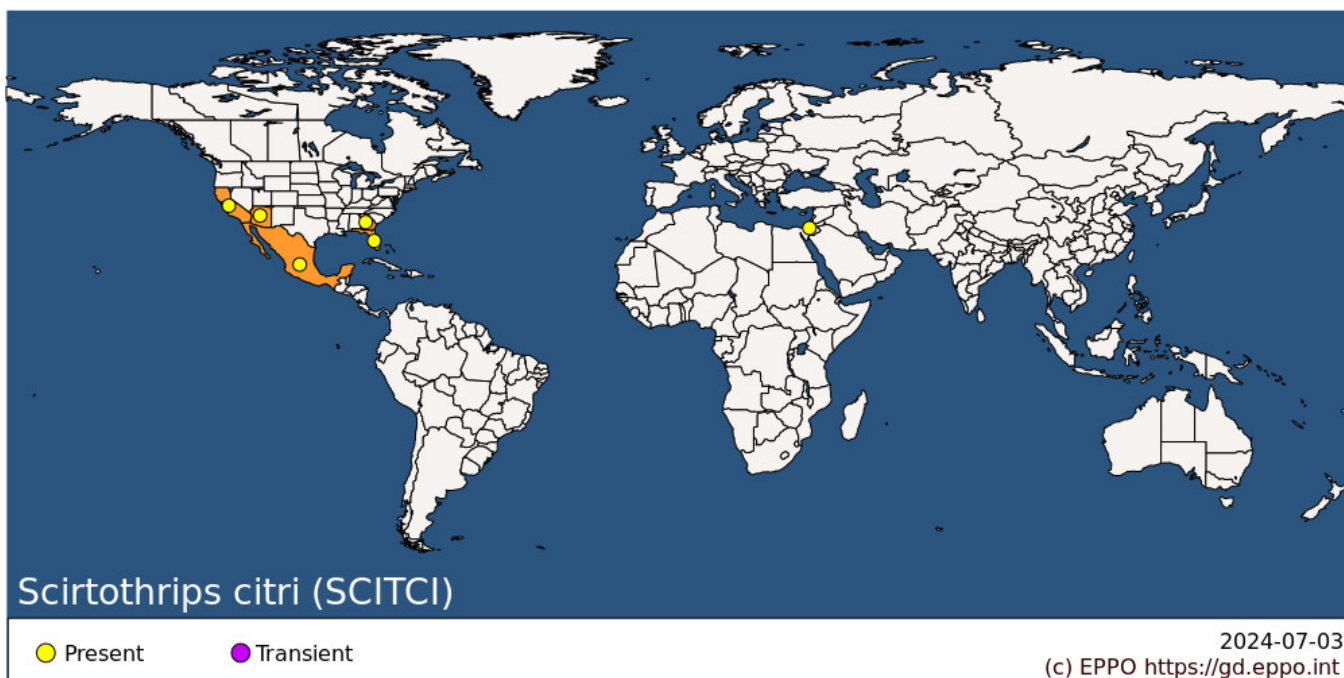 Scirtothrips citri (SCITCI)
Present
Transient
2024-07-03
(c) EPPO https://gd.eppo.int